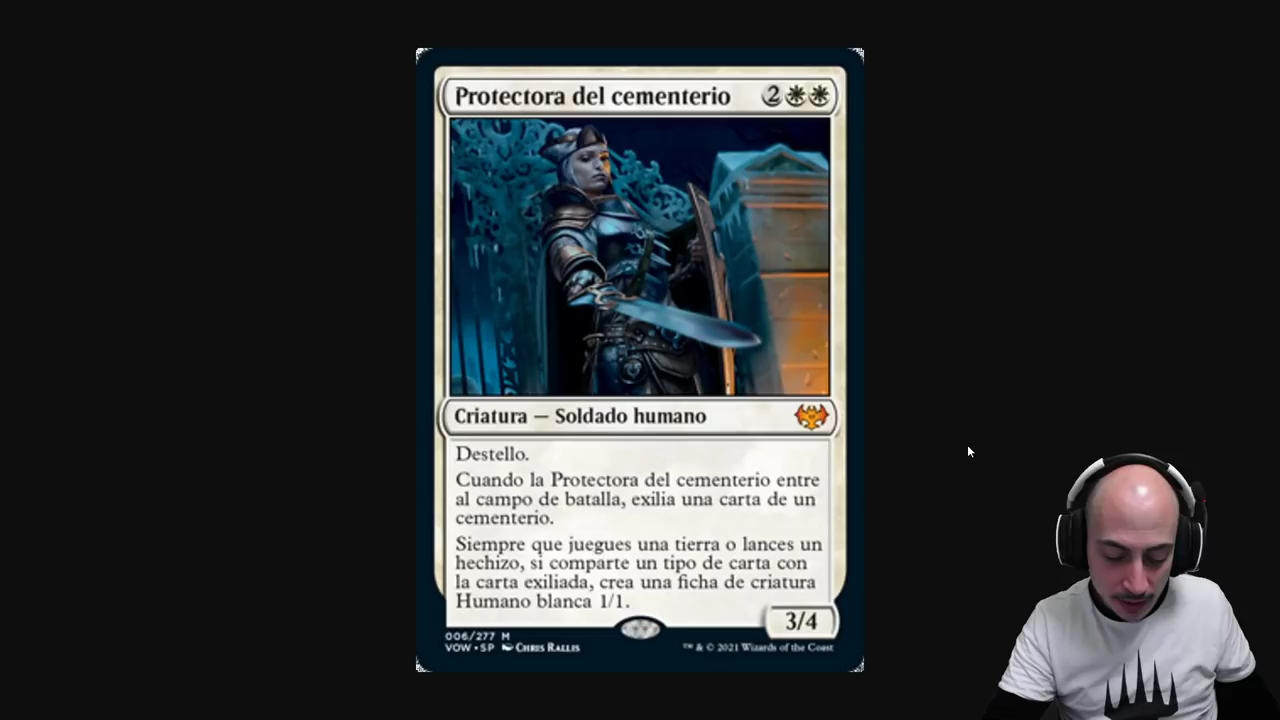 Protectora del cementerio 2
Criatura — Soldado humano
Destello.
Cuando la Protectora del cementerio entre
al campo de batalla, exilia una carta de un
cementerio.
Siempre que juegues una tierra o lances un
hechizo, si comparte un tipo de carta con
la carta exiliada, crea una ficha de criatura
Humano blanca 1/1.
3/4
006/277 M
VOW • SP Chris Rallis
™ & © 2021 Wizards of the Coast